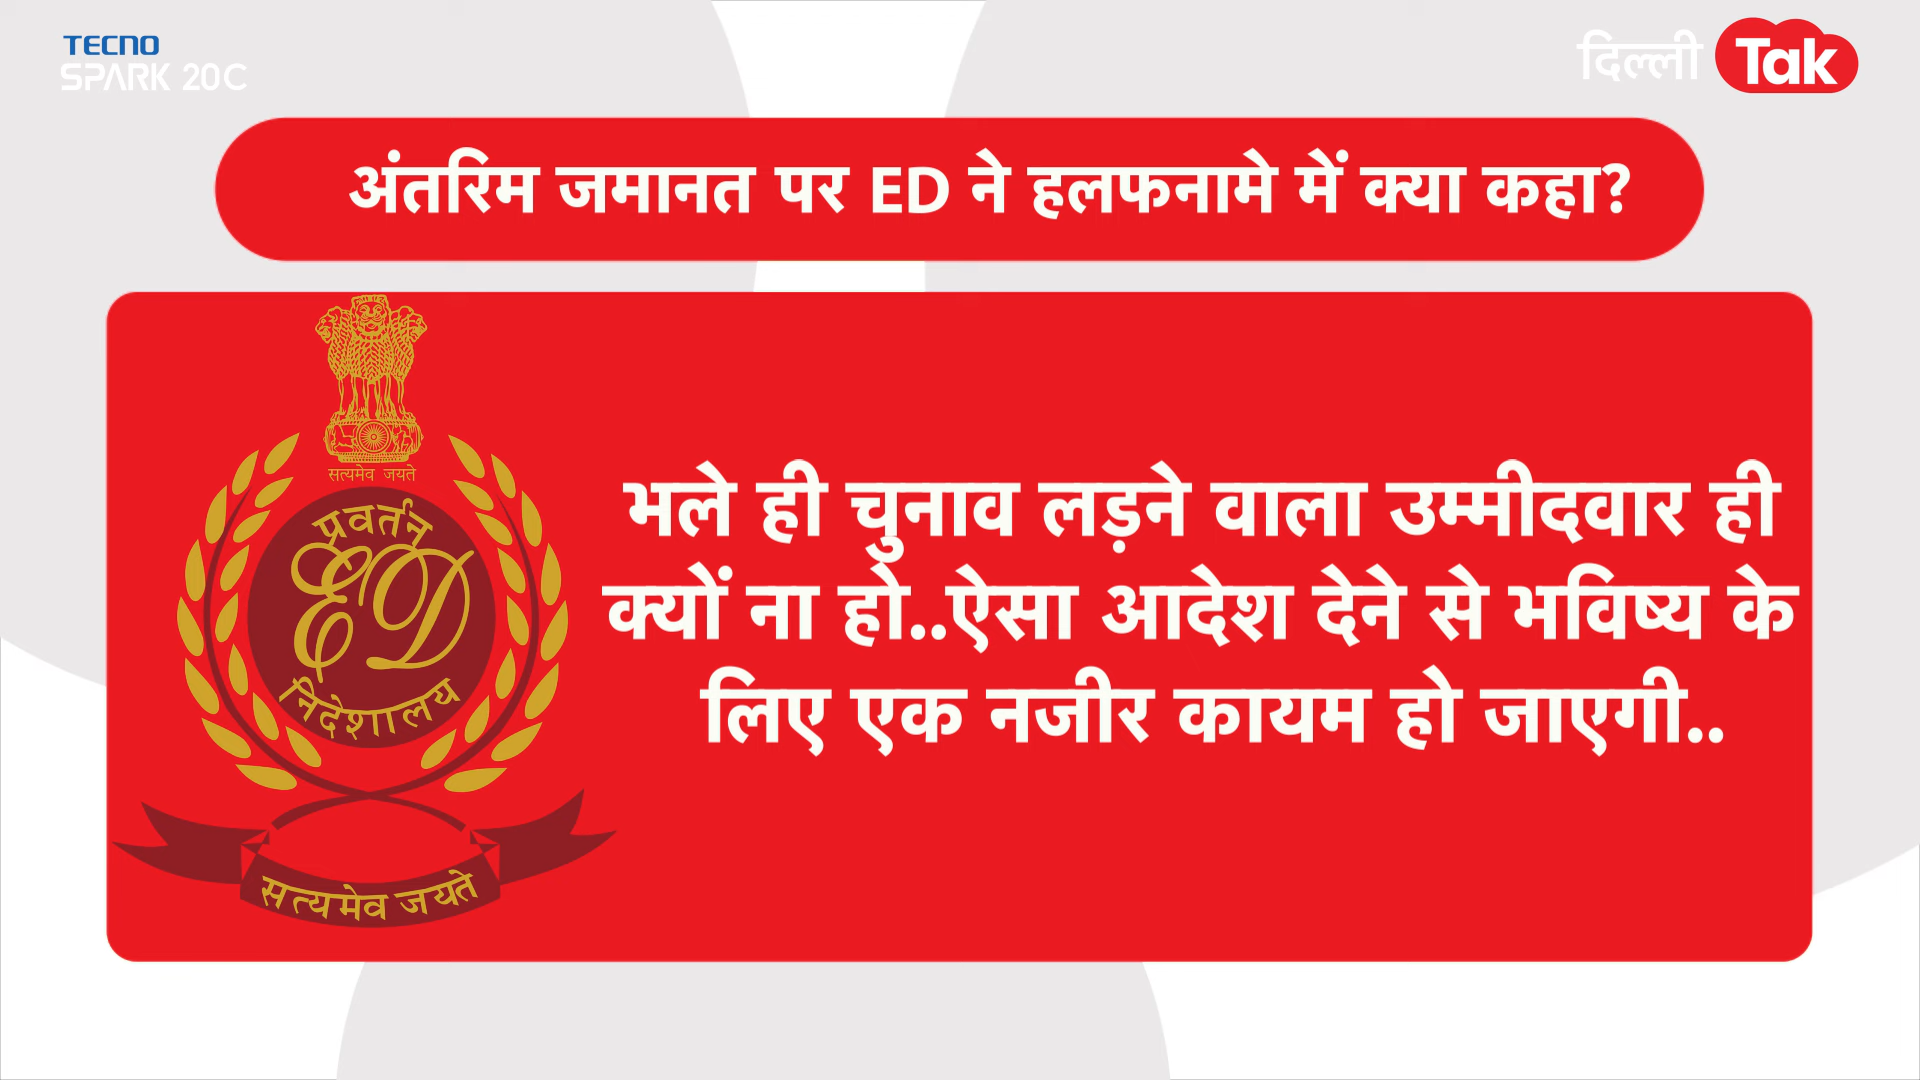 TECNO
SPARK 20C
दिल्ली Tak
अंतरिम जमानत पर ED ने हलफनामे में क्या कहा?
सत्यमेव जयते
प्रवर्तन
ED
निदेशालय
सत्यमेव जयते
भले ही चुनाव लड़ने वाला उम्मीदवार ही
क्यों ना हो..ऐसा आदेश देने से भविष्य के
लिए एक नजीर कायम हो जाएगी..